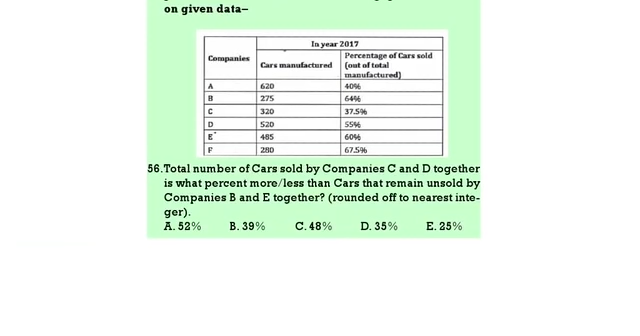 on given data–
In year 2017
Companies Cars manufactured Percentage of Cars sold
(out of total
manufactured)
A 620 40%
B 275 64%
C 320 37.5%
D 520 55%
E 485 60%
F 280 67.5%
56.Total number of Cars sold by Companies C and D together
is what percent more/less than Cars that remain unsold by
Companies B and E together? (rounded off to nearest inte-
ger).
A. 52% B. 39% C. 48% D. 35% E. 25%